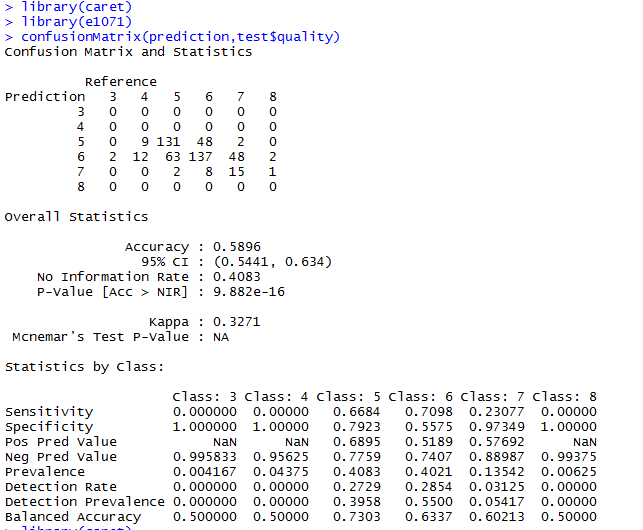 > library(caret)
> library(e1071)
> confusionMatrix(prediction,test$quality)
Confusion Matrix and Statistics
          Reference
Prediction   3   4   5   6   7   8
         3   0   0   0   0   0   0
         4   0   0   0   0   0   0
         5   0   9 131  48   2   0
         6   2  12  63 137  48   2
         7   0   0   2   8  15   1
         8   0   0   0   0   0   0
Overall Statistics
               Accuracy : 0.5896
                 95% CI : (0.5441, 0.634)
    No Information Rate : 0.4083
    P-Value [Acc > NIR] : 9.882e-16
                  Kappa : 0.3271
 Mcnemar's Test P-Value : NA
Statistics by Class:
                     Class: 3 Class: 4 Class: 5 Class: 6 Class: 7 Class: 8
Sensitivity          0.000000  0.00000   0.6684   0.7098  0.23077  0.00000
Specificity          1.000000  1.00000   0.7923   0.5575  0.97349  1.00000
Pos Pred Value            NaN      NaN   0.6895   0.5189  0.57692      NaN
Neg Pred Value       0.995833  0.95625   0.7759   0.7407  0.88987  0.99375
Prevalence           0.004167  0.04375   0.4083   0.4021  0.13542  0.00625
Detection Rate       0.000000  0.00000   0.2729   0.2854  0.03125  0.00000
Detection Prevalence 0.000000  0.00000   0.3958   0.5500  0.05417  0.00000
Balanced Accuracy    0.500000  0.50000   0.7303   0.6337  0.60213  0.50000